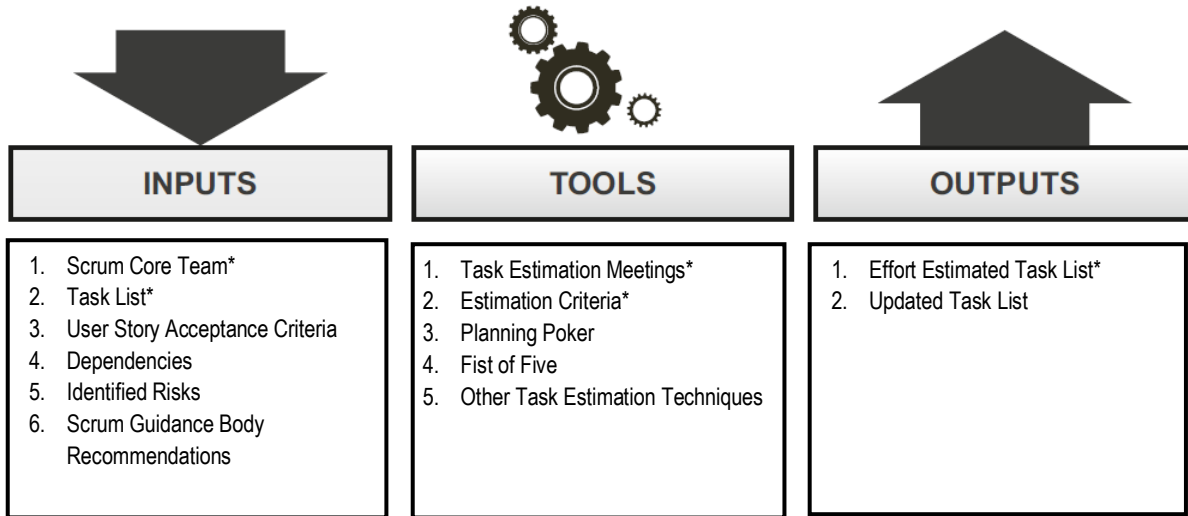 INPUTS
1. Scrum Core Team*
2. Task List*
3. User Story Acceptance Criteria
4. Dependencies
5. Identified Risks
6. Scrum Guidance Body
Recommendations
TOOLS
1. Task Estimation Meetings*
2. Estimation Criteria*
3. Planning Poker
4. Fist of Five
5. Other Task Estimation Techniques
OUTPUTS
1. Effort Estimated Task List*
2. Updated Task List